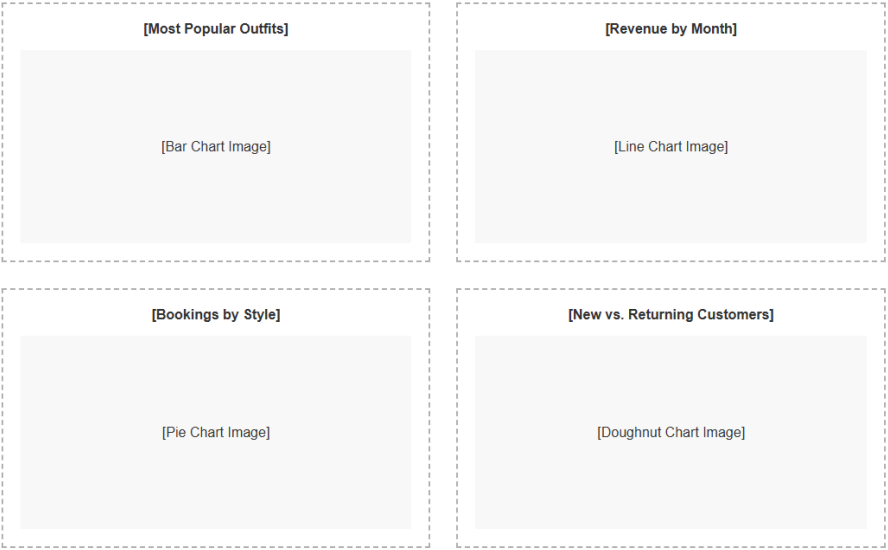 [Most Popular Outfits]
[Revenue by Month]
[Bar Chart Image]
[Line Chart Image]
[Bookings by Style]
[New vs. Returning Customers]
[Pie Chart Image]
[Doughnut Chart Image]